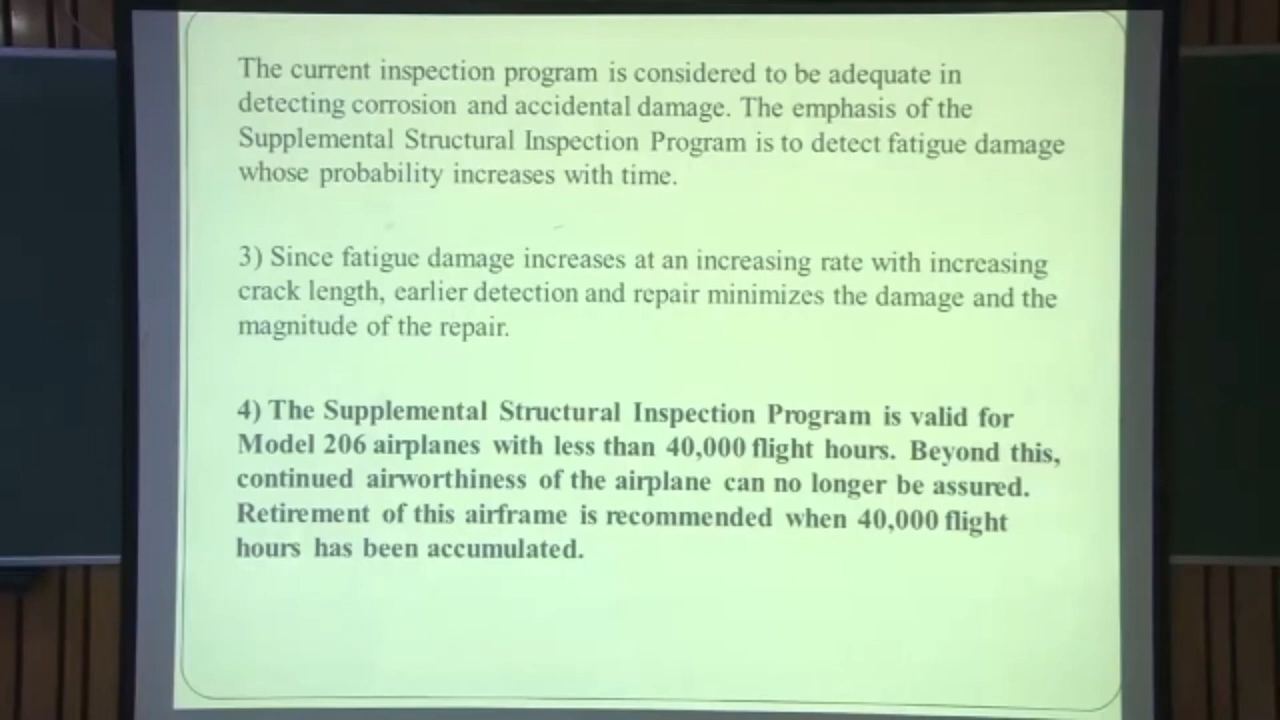 The current inspection program is considered to be adequate in
detecting corrosion and accidental damage. The emphasis of the
Supplemental Structural Inspection Program is to detect fatigue damage
whose probability increases with time.
3) Since fatigue damage increases at an increasing rate with increasing
crack length, earlier detection and repair minimizes the damage and the
magnitude of the repair.
4) The Supplemental Structural Inspection Program is valid for
Model 206 airplanes with less than 40,000 flight hours. Beyond this,
continued airworthiness of the airplane can no longer be assured.
Retirement of this airframe is recommended when 40,000 flight
hours has been accumulated.